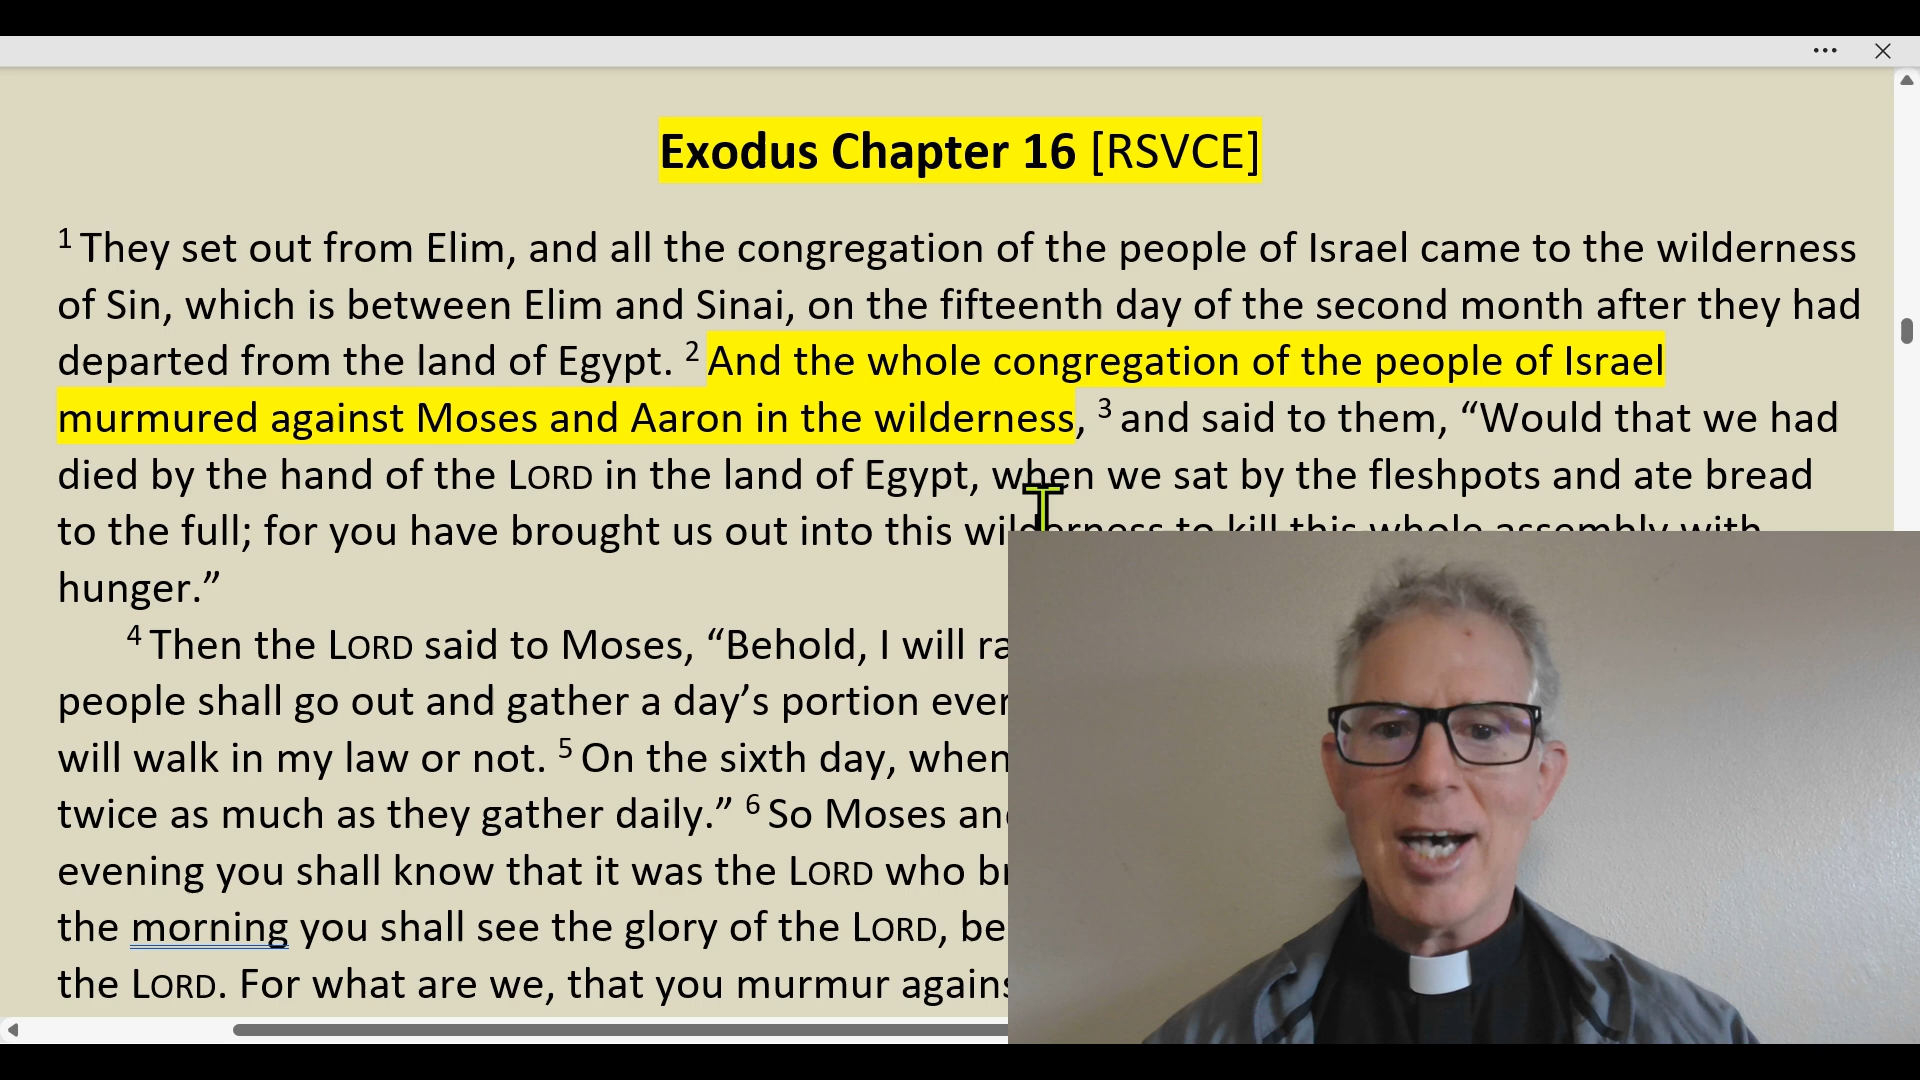 Exodus Chapter 16 [RSVCE]
1 They set out from Elim, and all the congregation of the people of Israel came to the wilderness
of Sin, which is between Elim and Sinai, on the fifteenth day of the second month after they had
departed from the land of Egypt. 2 And the whole congregation of the people of Israel
murmured against Moses and Aaron in the wilderness, 3 and said to them, “Would that we had
died by the hand of the LORD in the land of Egypt, when we sat by the fleshpots and ate bread
to the full; for you have brought us out into this wilderness to kill this whole assembly with
hunger.”
4 Then the LORD said to Moses, “Behold, I will ra
people shall go out and gather a day’s portion ever
will walk in my law or not. 5 On the sixth day, when
twice as much as they gather daily.” 6 So Moses and
evening you shall know that it was the LORD who br
the morning you shall see the glory of the LORD, be
the LORD. For what are we, that you murmur agains